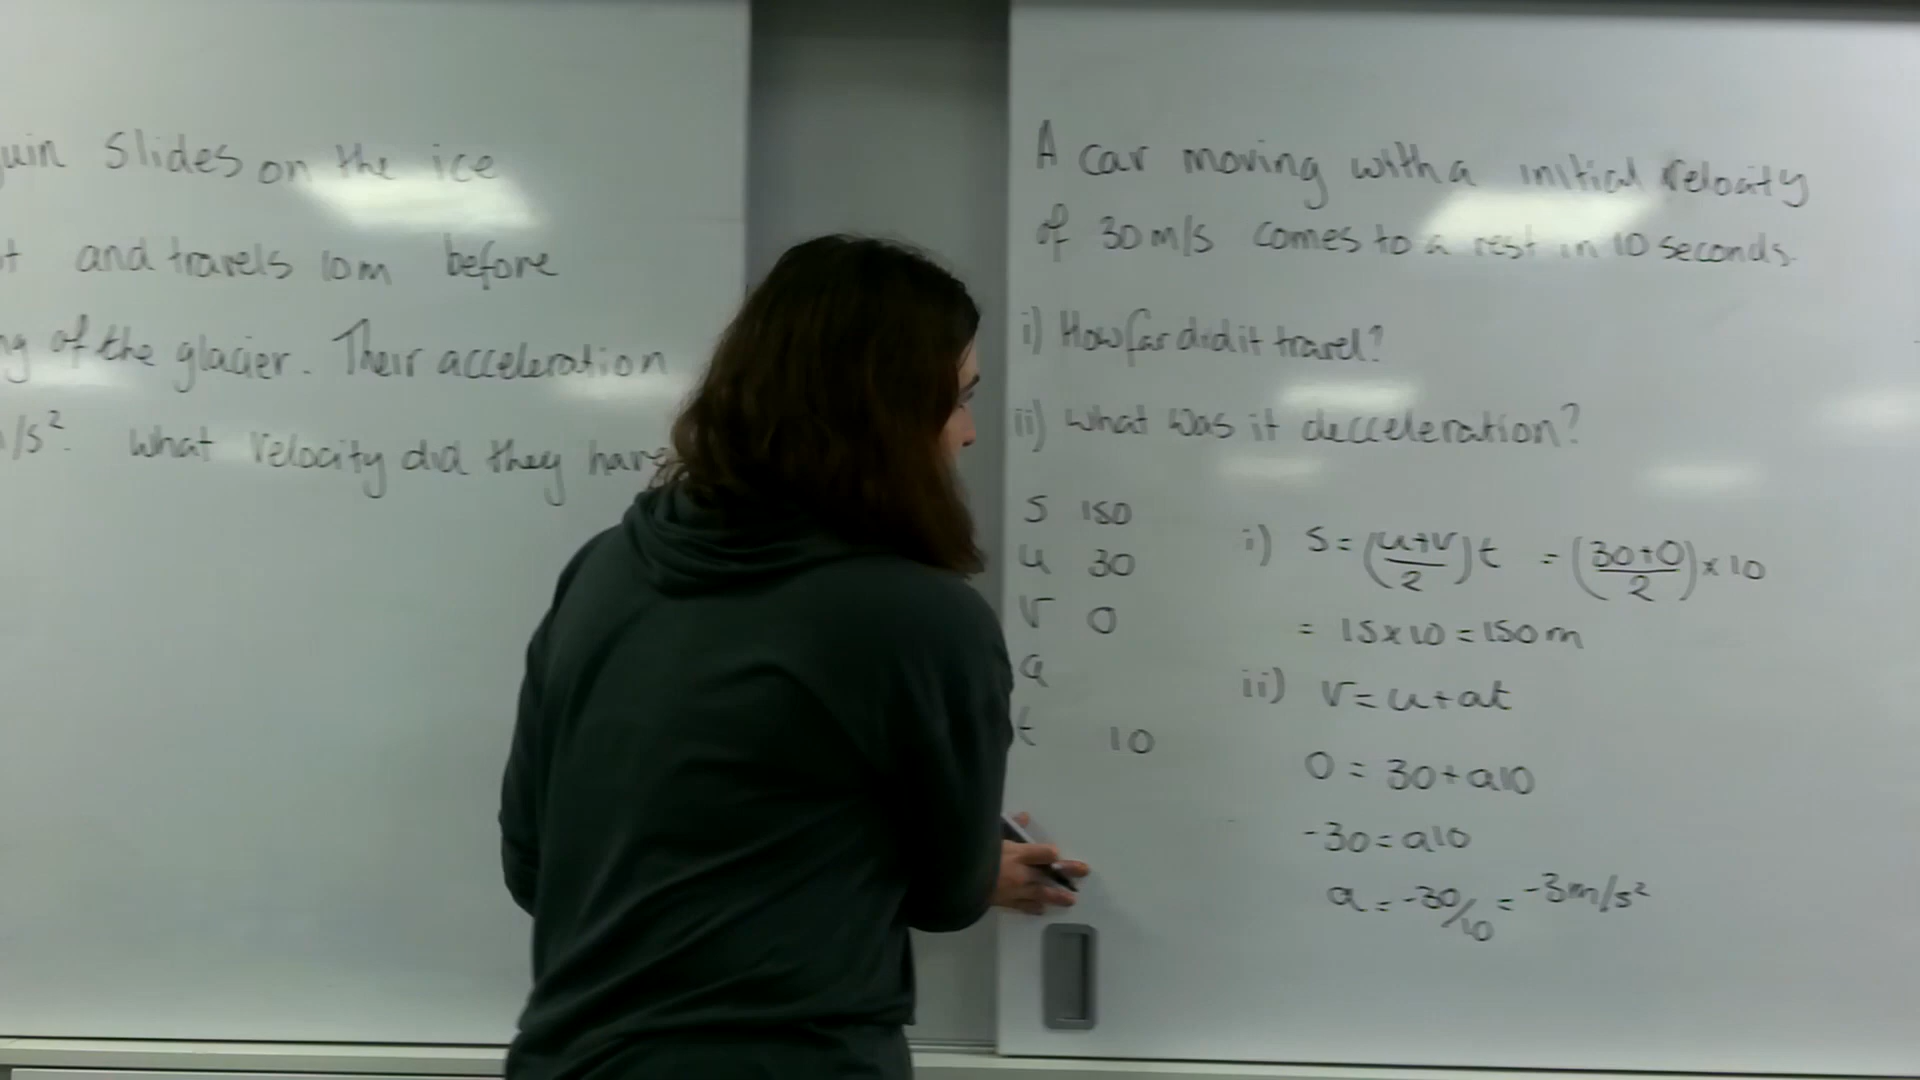 slides on the ice
and travels 10m before
of the glacier. Their acceleration
/s². what velocity did they have
A car moving with a initial velocity
of 30 m/s comes to a rest in 10 seconds.
i) How far did it travel?
ii) what was it decceleration?
S 150
u 30
v 0
a
t 10
i) S = (u+v/2)t = (30+0/2) × 10
= 15×10 = 150m
ii) v = u + at
0 = 30 + a10
-30 = a10
a = -30/10 = -3m/s²